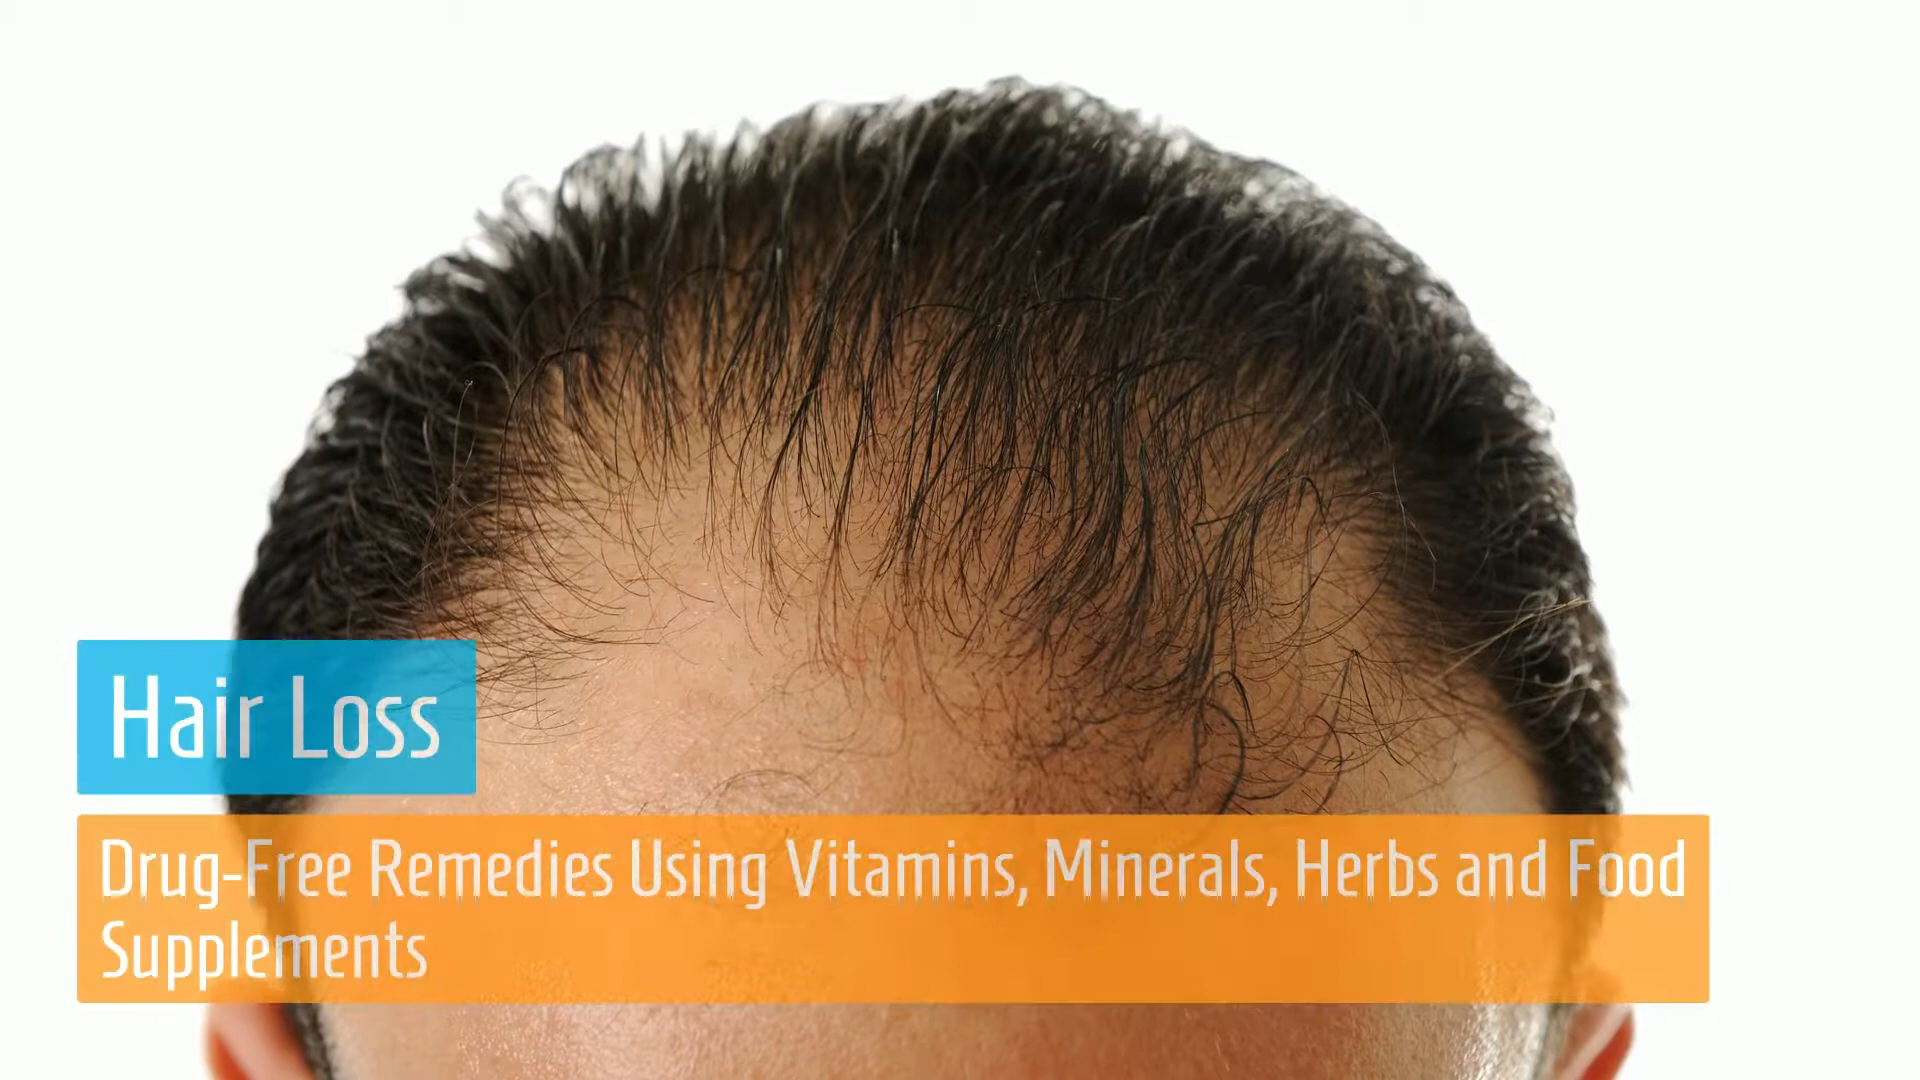 Hair Loss
Drug-Free Remedies Using Vitamins, Minerals, Herbs and Food
Supplements